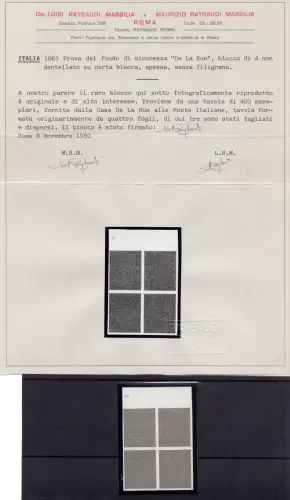 Dr. LUIGI RAYBAUDI MASSILIA e MAURIZIO RAYBAUDI MASSILIA
ROMA
Telegr. RAYBAUDI ROMA
ITALIA 1863 Prova del fondo di sicurezza "De La Rue", blocco di 4 non
dentellato su carta bianca, spessa, senza filigrana.
A nostro parere il raro blocco qui sotto fotograficamente riprodotto
è originale e di alto interesse. Proviene da una tavola di 400 esem
plari, fornita dalla Casa De La Rue alle Poste Italiane, tavola for-
mata originariamente da quattro fogli, di cui tre sono stati tagliati
e dispersi. Il blocco è stato firmato:
Roma 8 Novembre 1980
M.R.M. L.R.M.
RAYBAUDI